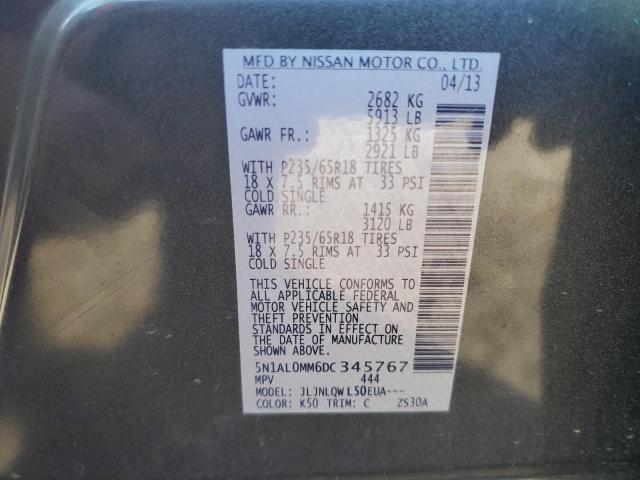 MFD BY NISSAN MOTOR CO., LTD.
DATE: 04/13
GVWR: 2682 KG
5913 LB
GAWR FR.: 1325 KG
2921 LB
WITH P235/65R18 TIRES
18 X 7.5 RIMS AT 33 PSI
COLD SINGLE
GAWR RR.: 1415 KG
3120 LB
WITH P235/65R18 TIRES
18 X 7.5 RIMS AT 33 PSI
COLD SINGLE
THIS VEHICLE CONFORMS TO
ALL APPLICABLE FEDERAL
MOTOR VEHICLE SAFETY AND
THEFT PREVENTION
STANDARDS IN EFFECT ON
THE DATE OF MANUFACTURE
SHOWN ABOVE.
5N1AL0MM6DC345767
MPV 444
MODEL: JLJNLQWL50EUA---
COLOR: K50 TRIM: C ZS30A